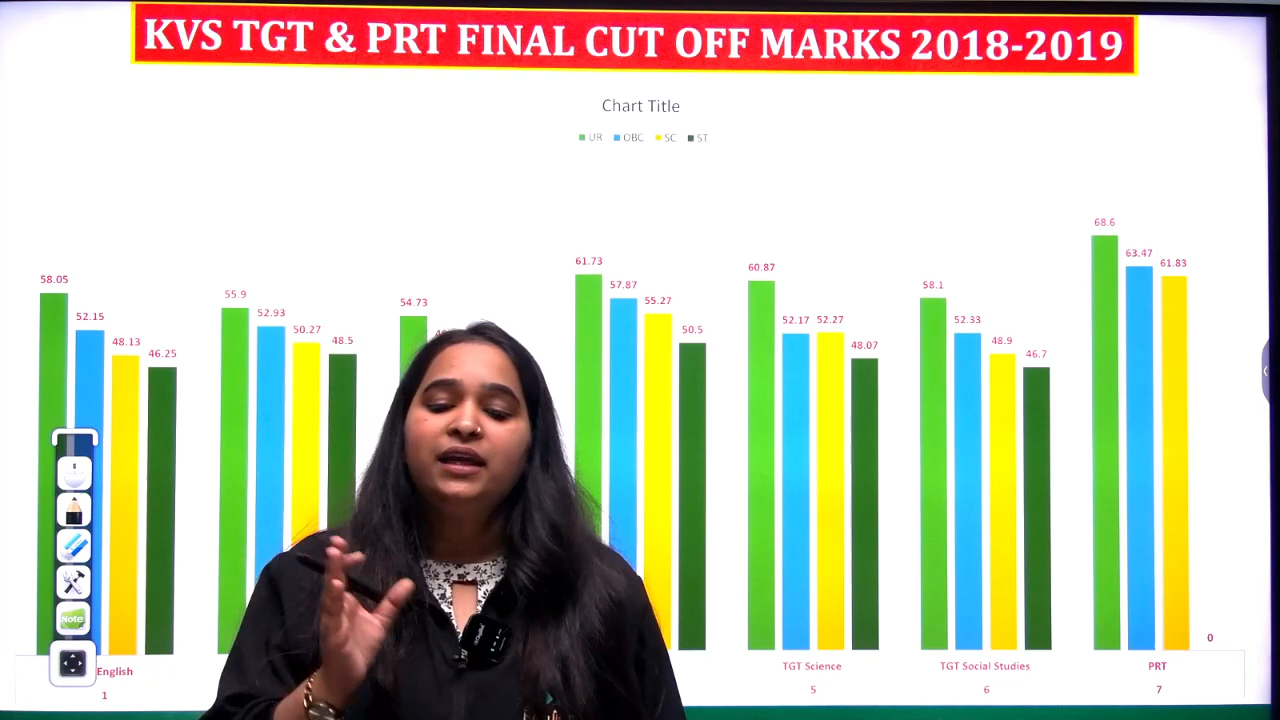 KVS TGT & PRT FINAL CUT OFF MARKS 2018-2019
Chart Title
UR OBC SC ST
58.05 52.15 48.13 46.25
55.9 52.93 50.27 48.5
54.73
61.73 57.87 55.27 50.5
60.87 52.17 52.27 48.07
58.1 52.33 48.9 46.7
68.6 63.47 61.83 0
Note
English TGT Science TGT Social Studies PRT
1 5 6 7